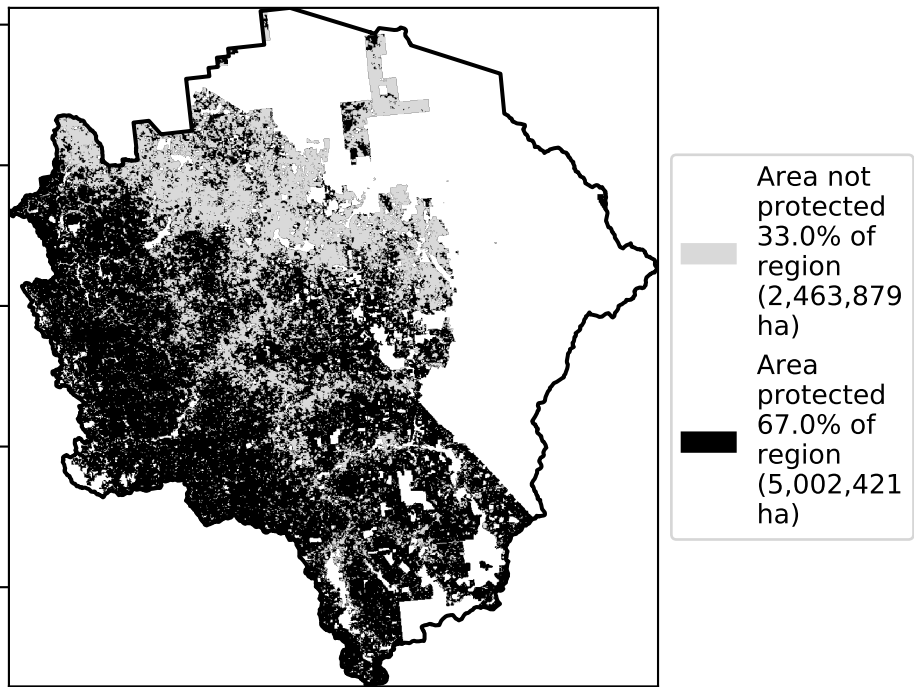 Area not
protected
33.0% of
region
(2,463,879
ha)
Area
protected
67.0% of
region
(5,002,421
ha)